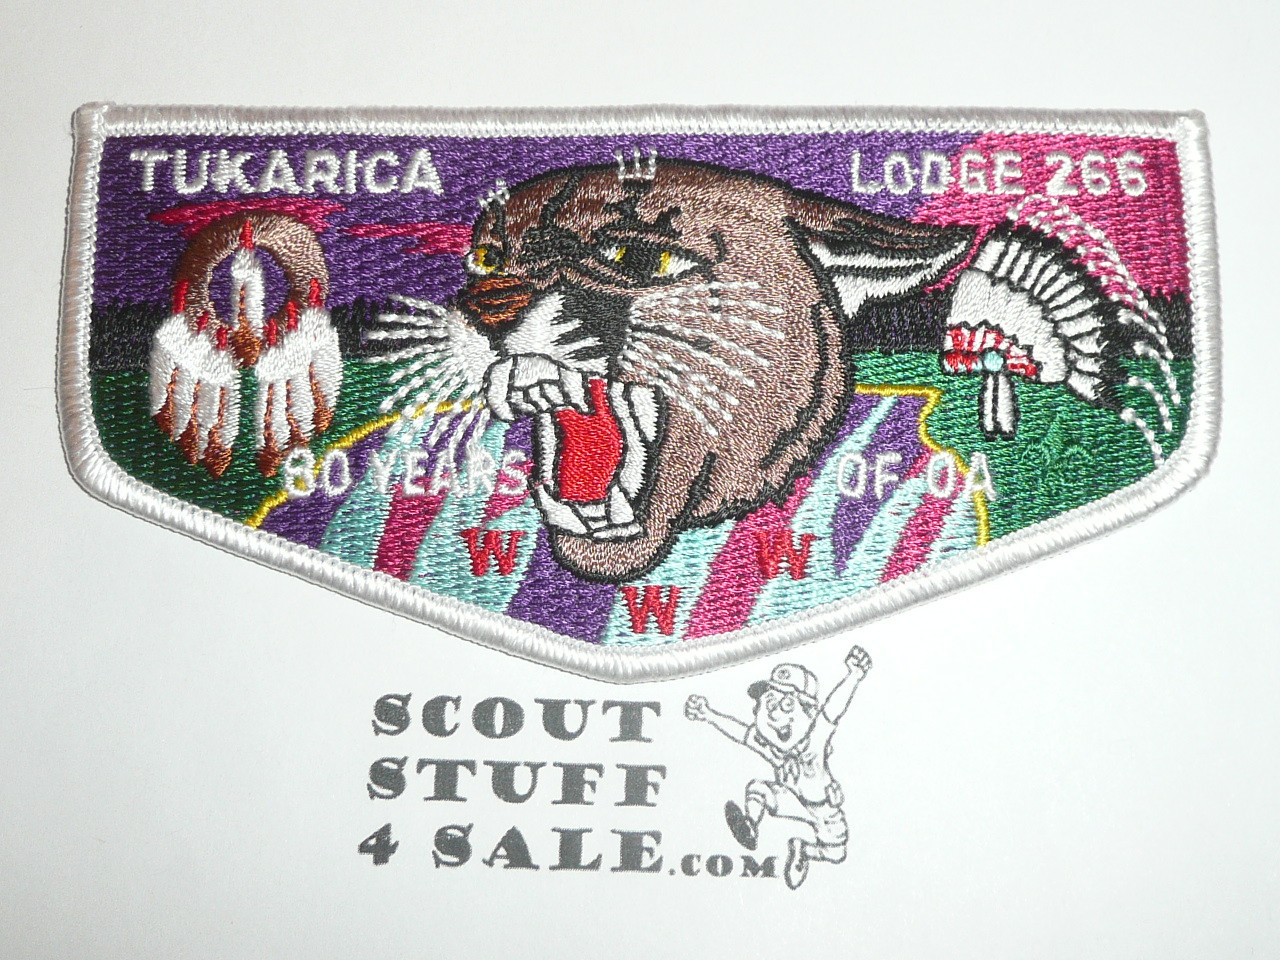 TUKARICA LODGE 266
80 YEARS OF OA
W W
W
SCOUT
STUFF
4 SALE.COM